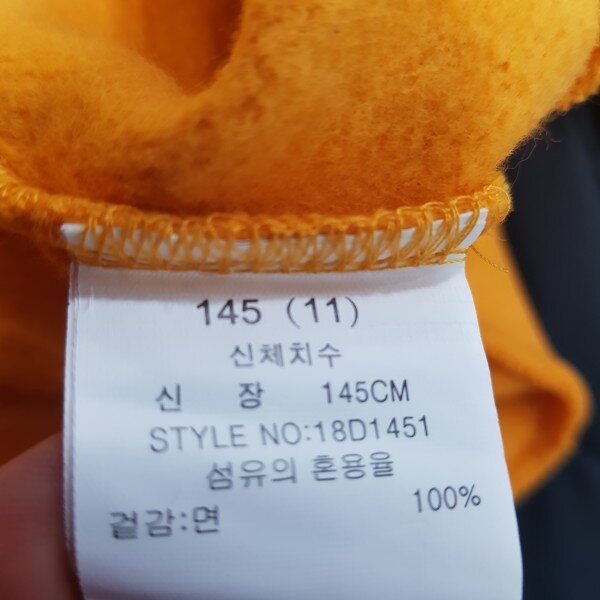 145 (11)
신체치수
신 장 145CM
STYLE NO:18D1451
섬유의 혼용율
겉감:면 100%